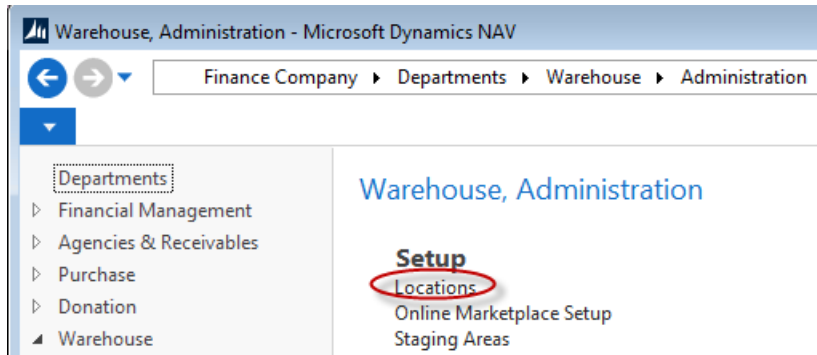 Warehouse, Administration - Microsoft Dynamics NAV
Finance Company Departments Warehouse Administration
Departments
Financial Management
Agencies & Receivables
Purchase
Donation
Warehouse
Warehouse, Administration
Setup
Locations
Online Marketplace Setup
Staging Areas